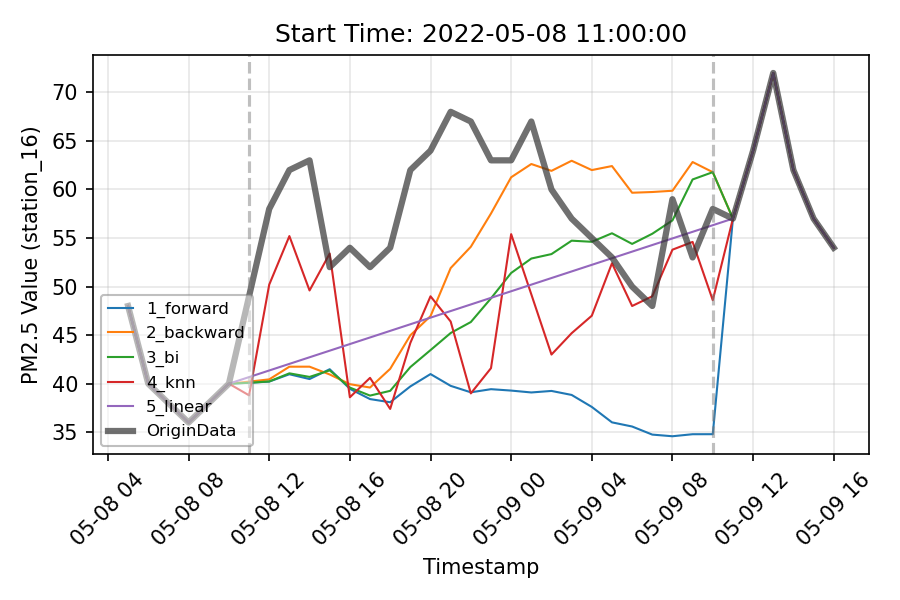 Start Time: 2022-05-08 11:00:00
PM2.5 Value (station_16)
70
65
60
55
50
45
40
35
1_forward
2_backward
3_bi
4_knn
5_linear
OriginData
05-08 04
05-08 08
05-08 12
05-08 16
05-08 20
05-09 00
05-09 04
05-09 08
05-09 12
05-09 16
Timestamp